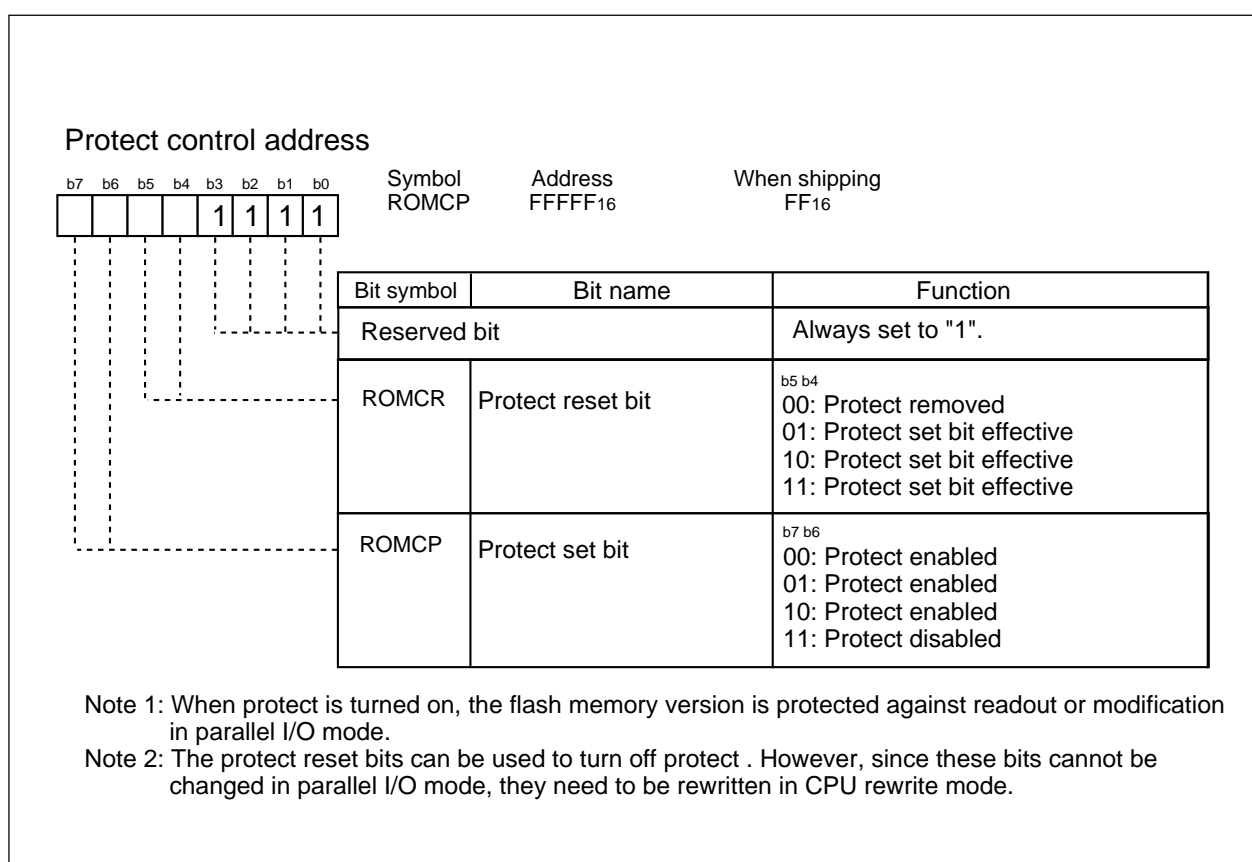 Protect control address
b7 b6 b5 b4 b3 b2 b1 b0 Symbol Address When shipping
1 1 1 1 ROMCP FFFFF16 FF16
Bit symbol Bit name Function
Reserved bit Always set to "1".
ROMCR Protect reset bit b5 b4
00: Protect removed
01: Protect set bit effective
10: Protect set bit effective
11: Protect set bit effective
ROMCP Protect set bit b7 b6
00: Protect enabled
01: Protect enabled
10: Protect enabled
11: Protect disabled
Note 1: When protect is turned on, the flash memory version is protected against readout or modification
in parallel I/O mode.
Note 2: The protect reset bits can be used to turn off protect . However, since these bits cannot be
changed in parallel I/O mode, they need to be rewritten in CPU rewrite mode.